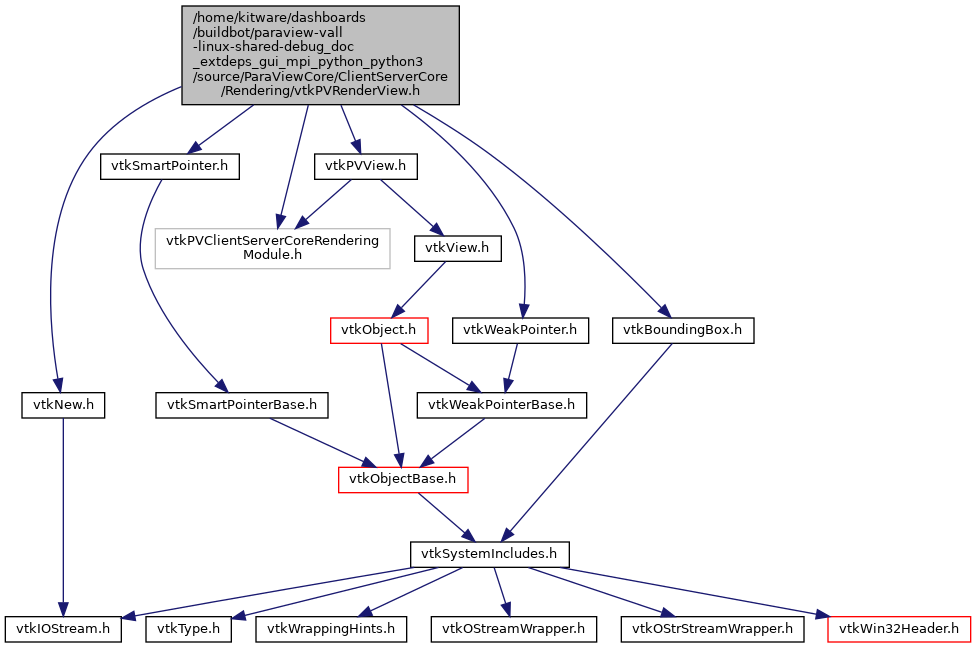 /home/kitware/dashboards
/buildbot/paraview-vall
-linux-shared-debug_doc
_extdeps_gui_mpi_python_python3
/source/ParaViewCore/ClientServerCore
/Rendering/vtkPVRenderView.h
vtkSmartPointer.h
vtkPVView.h
vtkPVClientServerCoreRendering
Module.h
vtkView.h
vtkObject.h
vtkWeakPointer.h
vtkBoundingBox.h
vtkNew.h
vtkSmartPointerBase.h
vtkWeakPointerBase.h
vtkObjectBase.h
vtkSystemIncludes.h
vtkIOStream.h
vtkType.h
vtkWrappingHints.h
vtkOStreamWrapper.h
vtkOStrStreamWrapper.h
vtkWin32Header.h